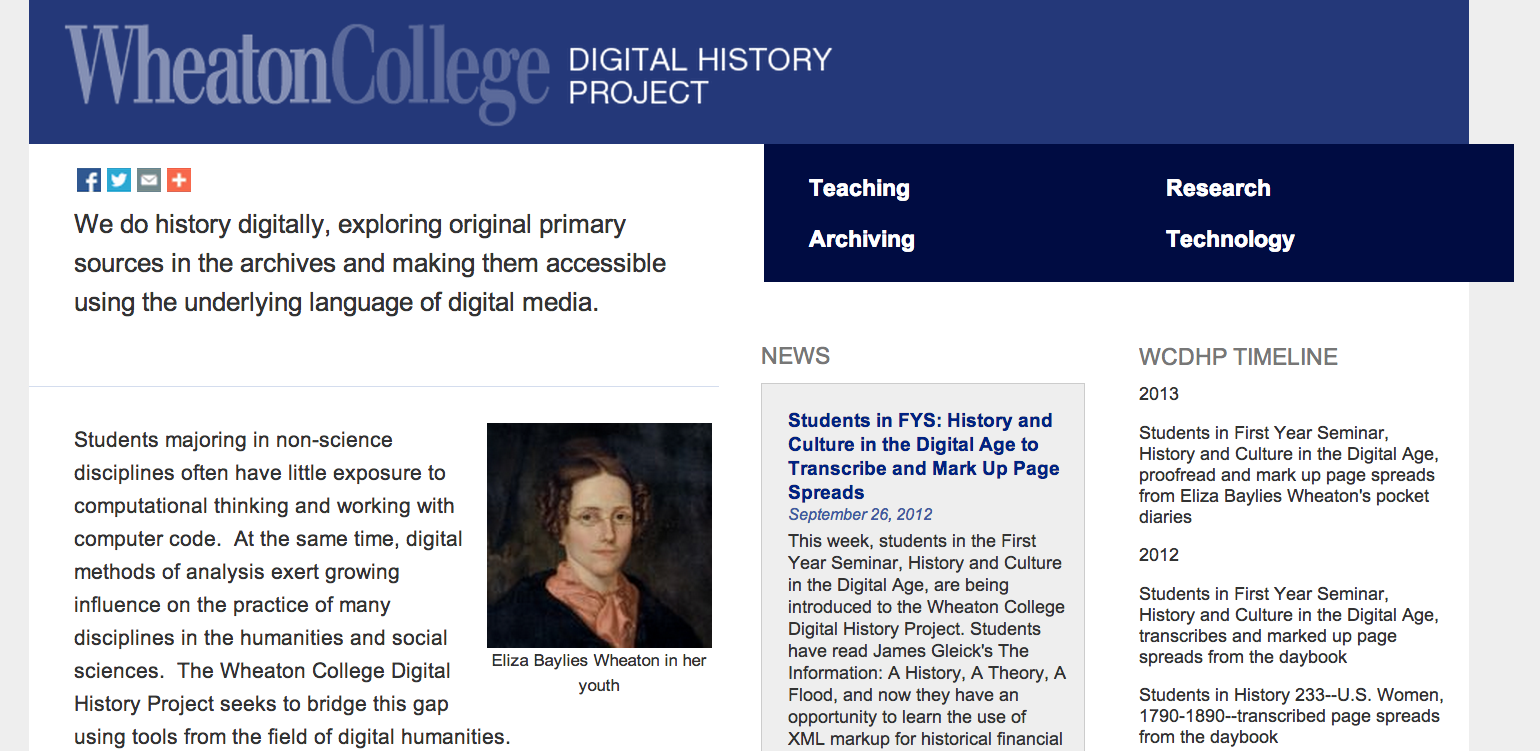 WheatonCollege DIGITAL HISTORY
PROJECT
Teaching
Research
Archiving
Technology
We do history digitally, exploring original primary
sources in the archives and making them accessible
using the underlying language of digital media.
Students majoring in non-science
disciplines often have little exposure to
computational thinking and working with
computer code.  At the same time, digital
methods of analysis exert growing
influence on the practice of many
disciplines in the humanities and social
sciences.  The Wheaton College Digital
History Project seeks to bridge this gap
using tools from the field of digital humanities.
Eliza Baylies Wheaton in her
youth
NEWS
Students in FYS: History and
Culture in the Digital Age to
Transcribe and Mark Up Page
Spreads
September 26, 2012
This week, students in the First
Year Seminar, History and Culture
in the Digital Age, are being
introduced to the Wheaton College
Digital History Project. Students
have read James Gleick's The
Information: A History, A Theory, A
Flood, and now they have an
opportunity to learn the use of
XML markup for historical financial
WCDHP TIMELINE
2013
Students in First Year Seminar,
History and Culture in the Digital Age,
proofread and mark up page spreads
from Eliza Baylies Wheaton's pocket
diaries
2012
Students in First Year Seminar,
History and Culture in the Digital Age,
transcribes and marked up page
spreads from the daybook
Students in History 233--U.S. Women,
1790-1890--transcribed page spreads
from the daybook